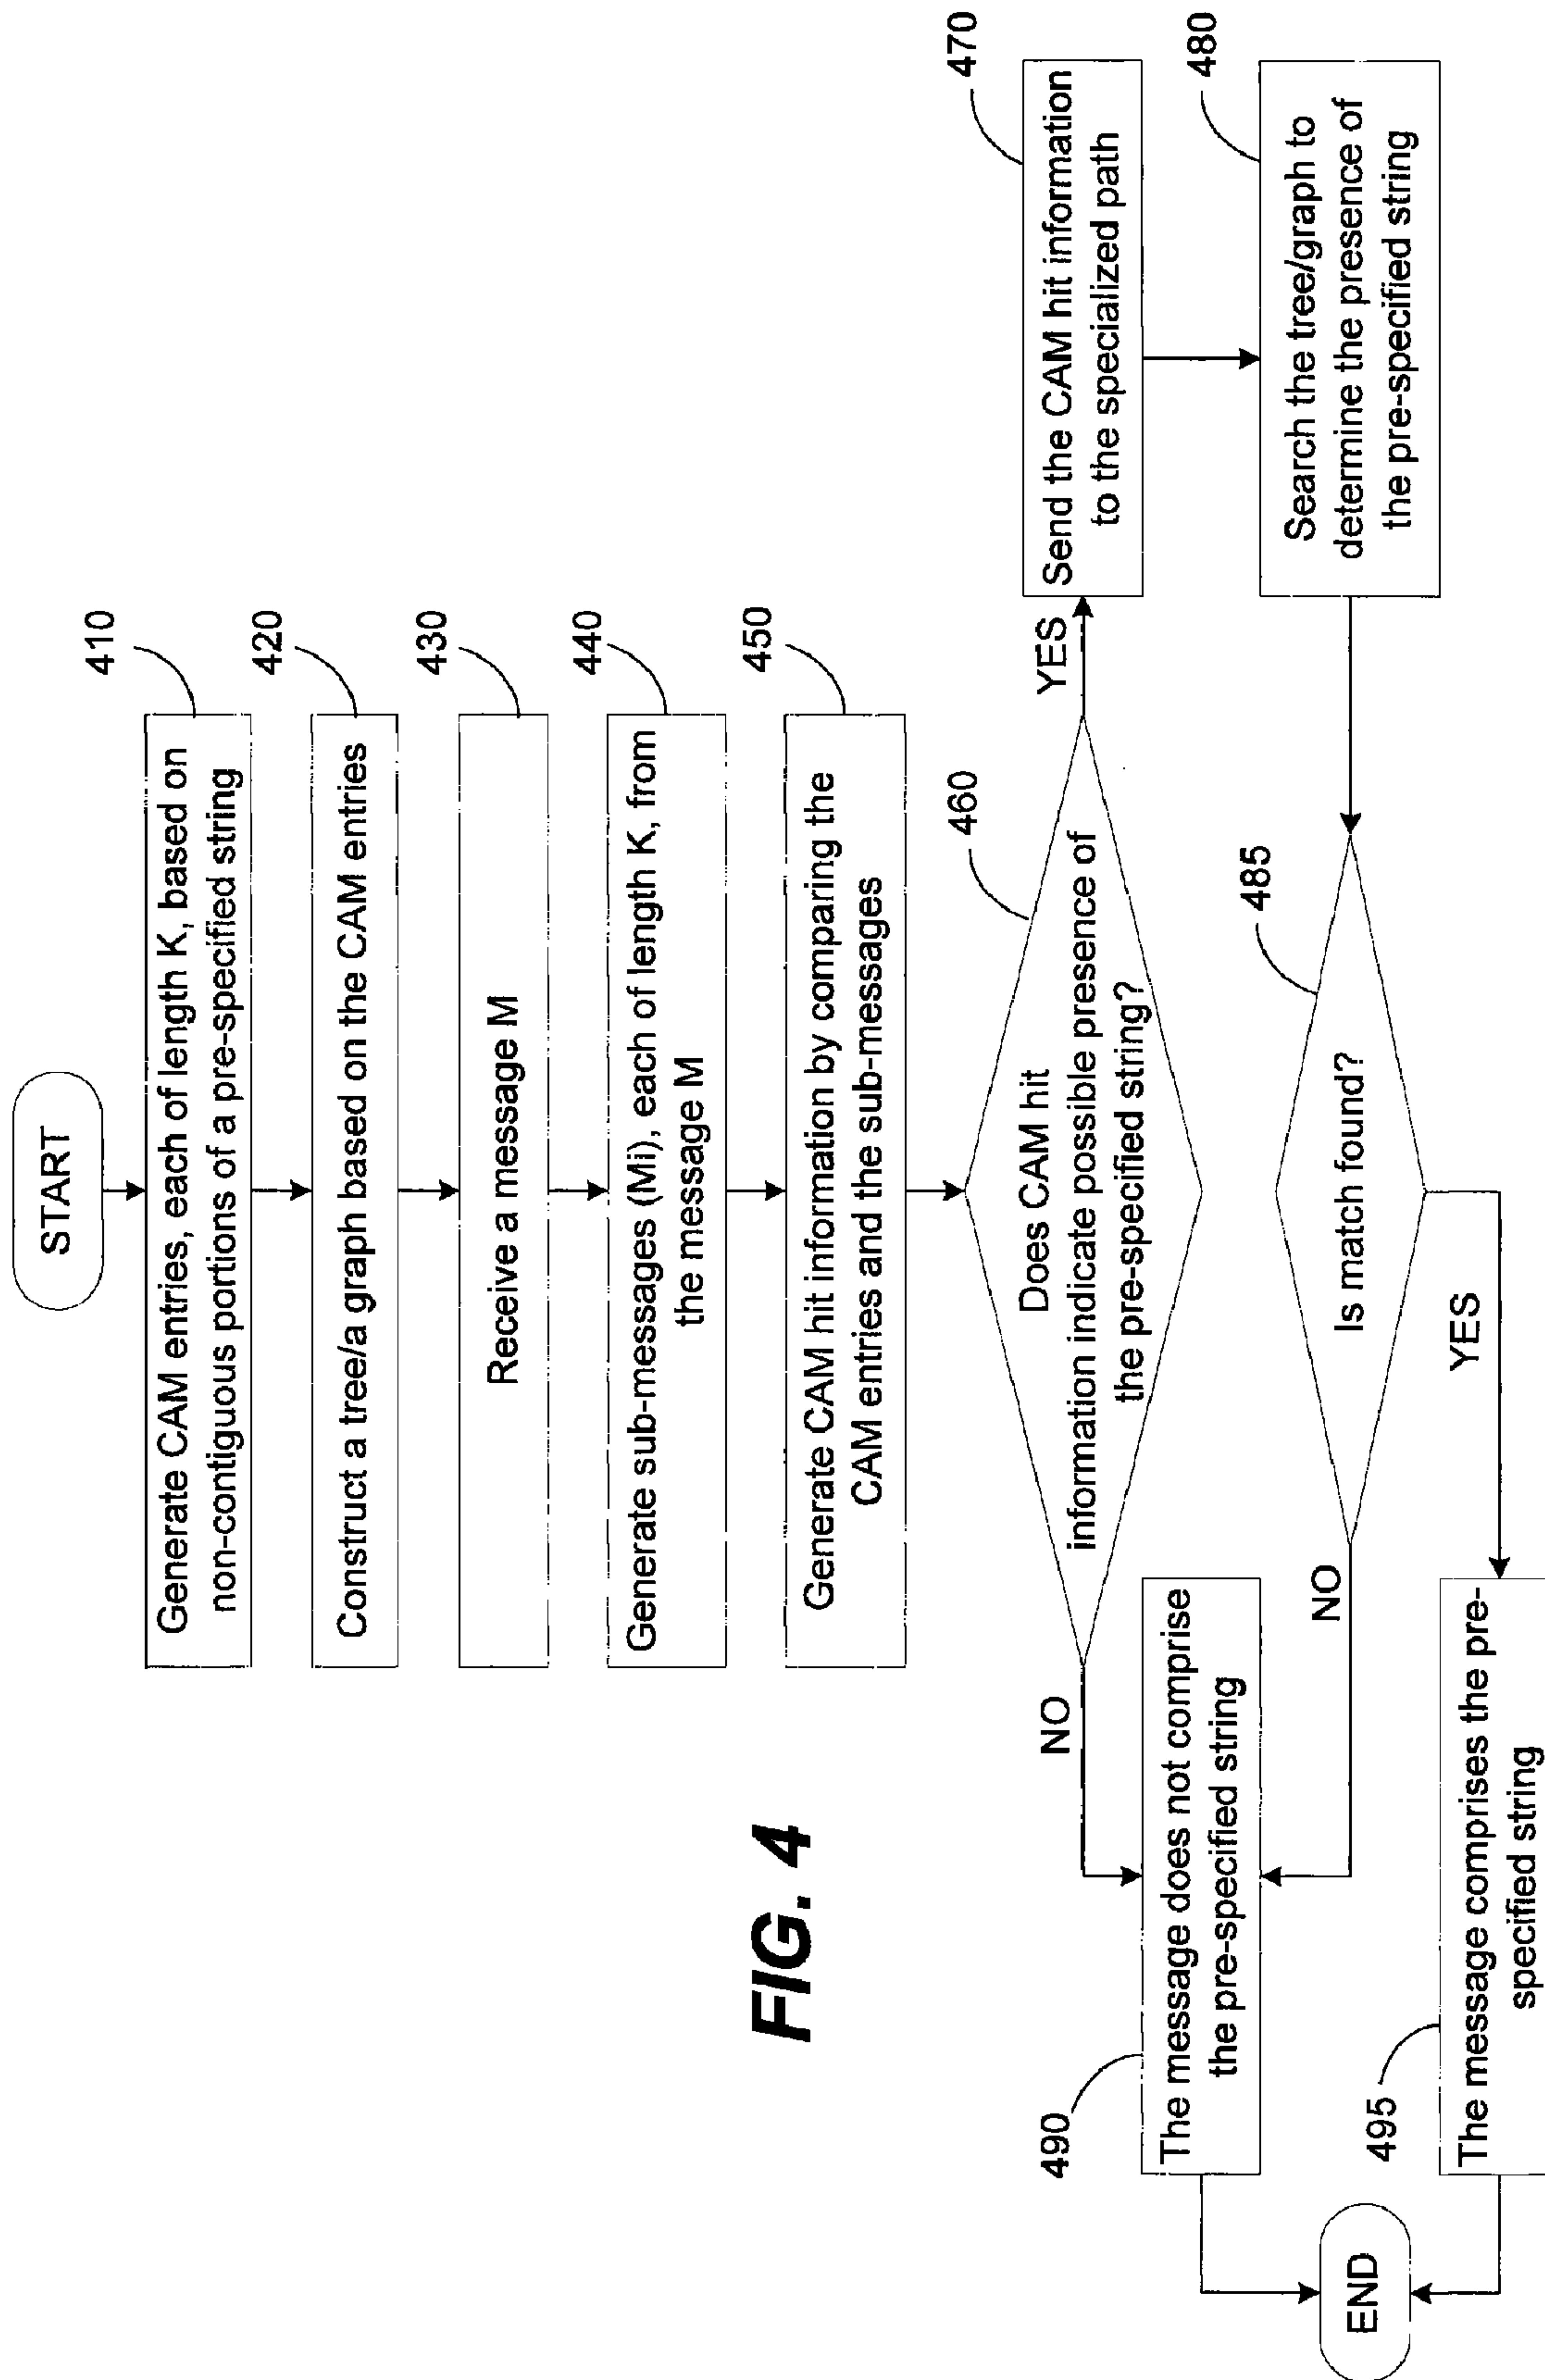 START
410
Generate CAM entries, each of length K, based on
non-contiguous portions of a pre-specified string
420
Construct a tree/a graph based on the CAM entries
430
Receive a message M
440
Generate sub-messages (Mi), each of length K, from
the message M
450
Generate CAM hit information by comparing the
CAM entries and the sub-messages
460
Does CAM hit
information indicate possible presence of
the pre-specified string?
NO
YES
470
Send the CAM hit information
to the specialized path
480
Search the tree/graph to
determine the presence of
the pre-specified string
485
Is match found?
NO
YES
490
The message does not comprise
the pre-specified string
495
The message comprises the pre-
specified string
END
FIG. 4